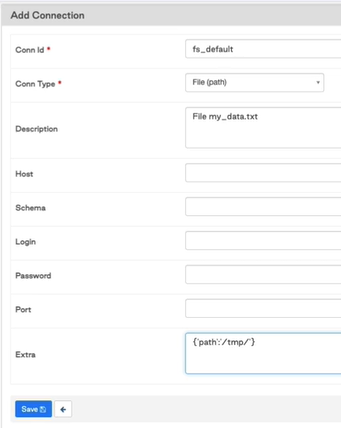 Add Connection
Conn Id *
fs_default
Conn Type *
File (path)
Description
File my_data.txt
Host
Schema
Login
Password
Port
Extra
{'path':'/tmp/'}
Save